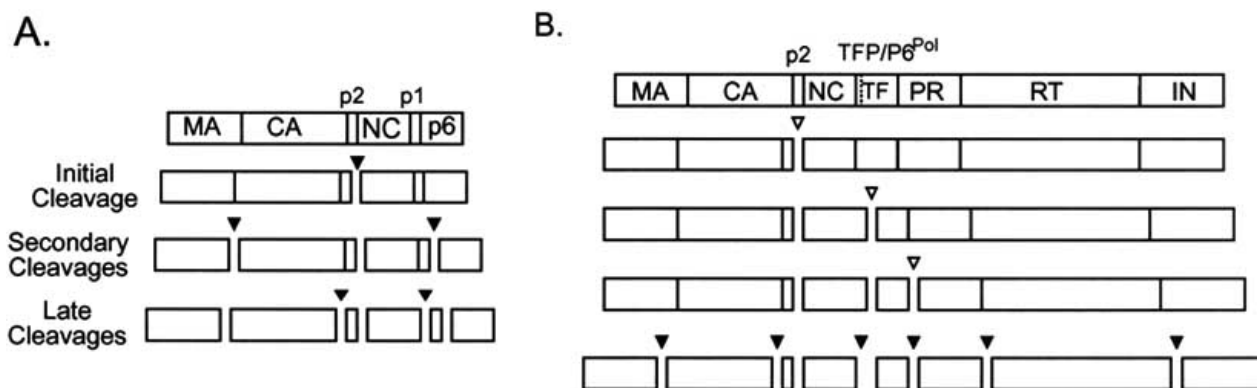 A.
p2 p1
MA CA NC p6
Initial
Cleavage
Secondary
Cleavages
Late
Cleavages
B.
p2 TFP/P6Pol
MA CA NC TF PR RT IN